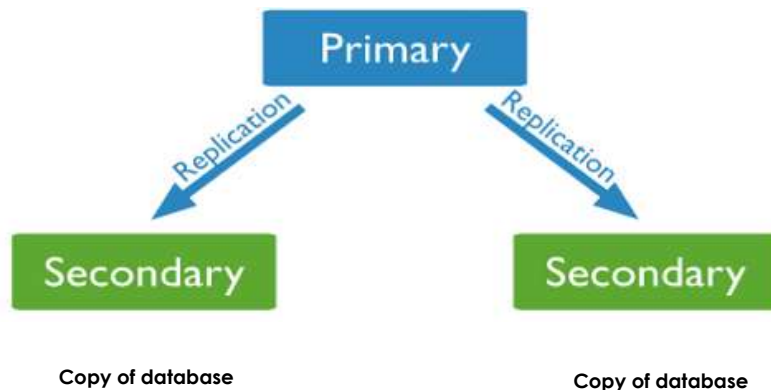 Primary
Replication
Replication
Secondary
Secondary
Copy of database
Copy of database